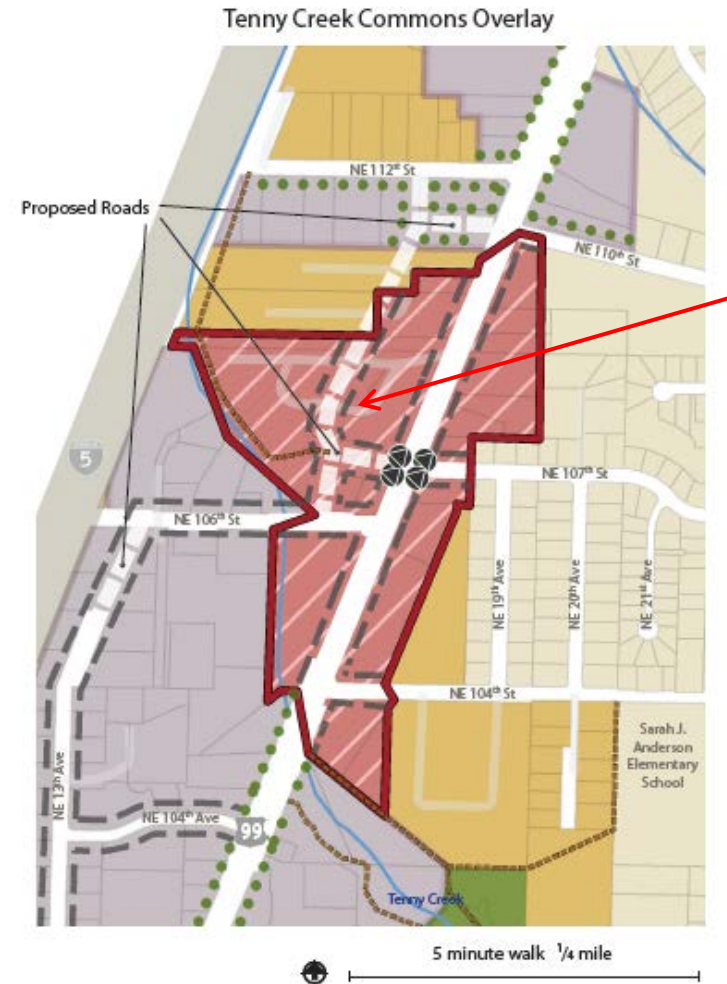 Tenny Creek Commons Overlay
NE 112th St
Proposed Roads
NE 110th St
5
NE 107th St
NE 106th St
NE 19th Ave
NE 20th Ave
NE 21st Ave
NE 104th St
Sarah J.
Anderson
Elementary
School
NE 13th Ave
NE 104th Ave
99
Tenny Creek
5 minute walk 1/4 mile